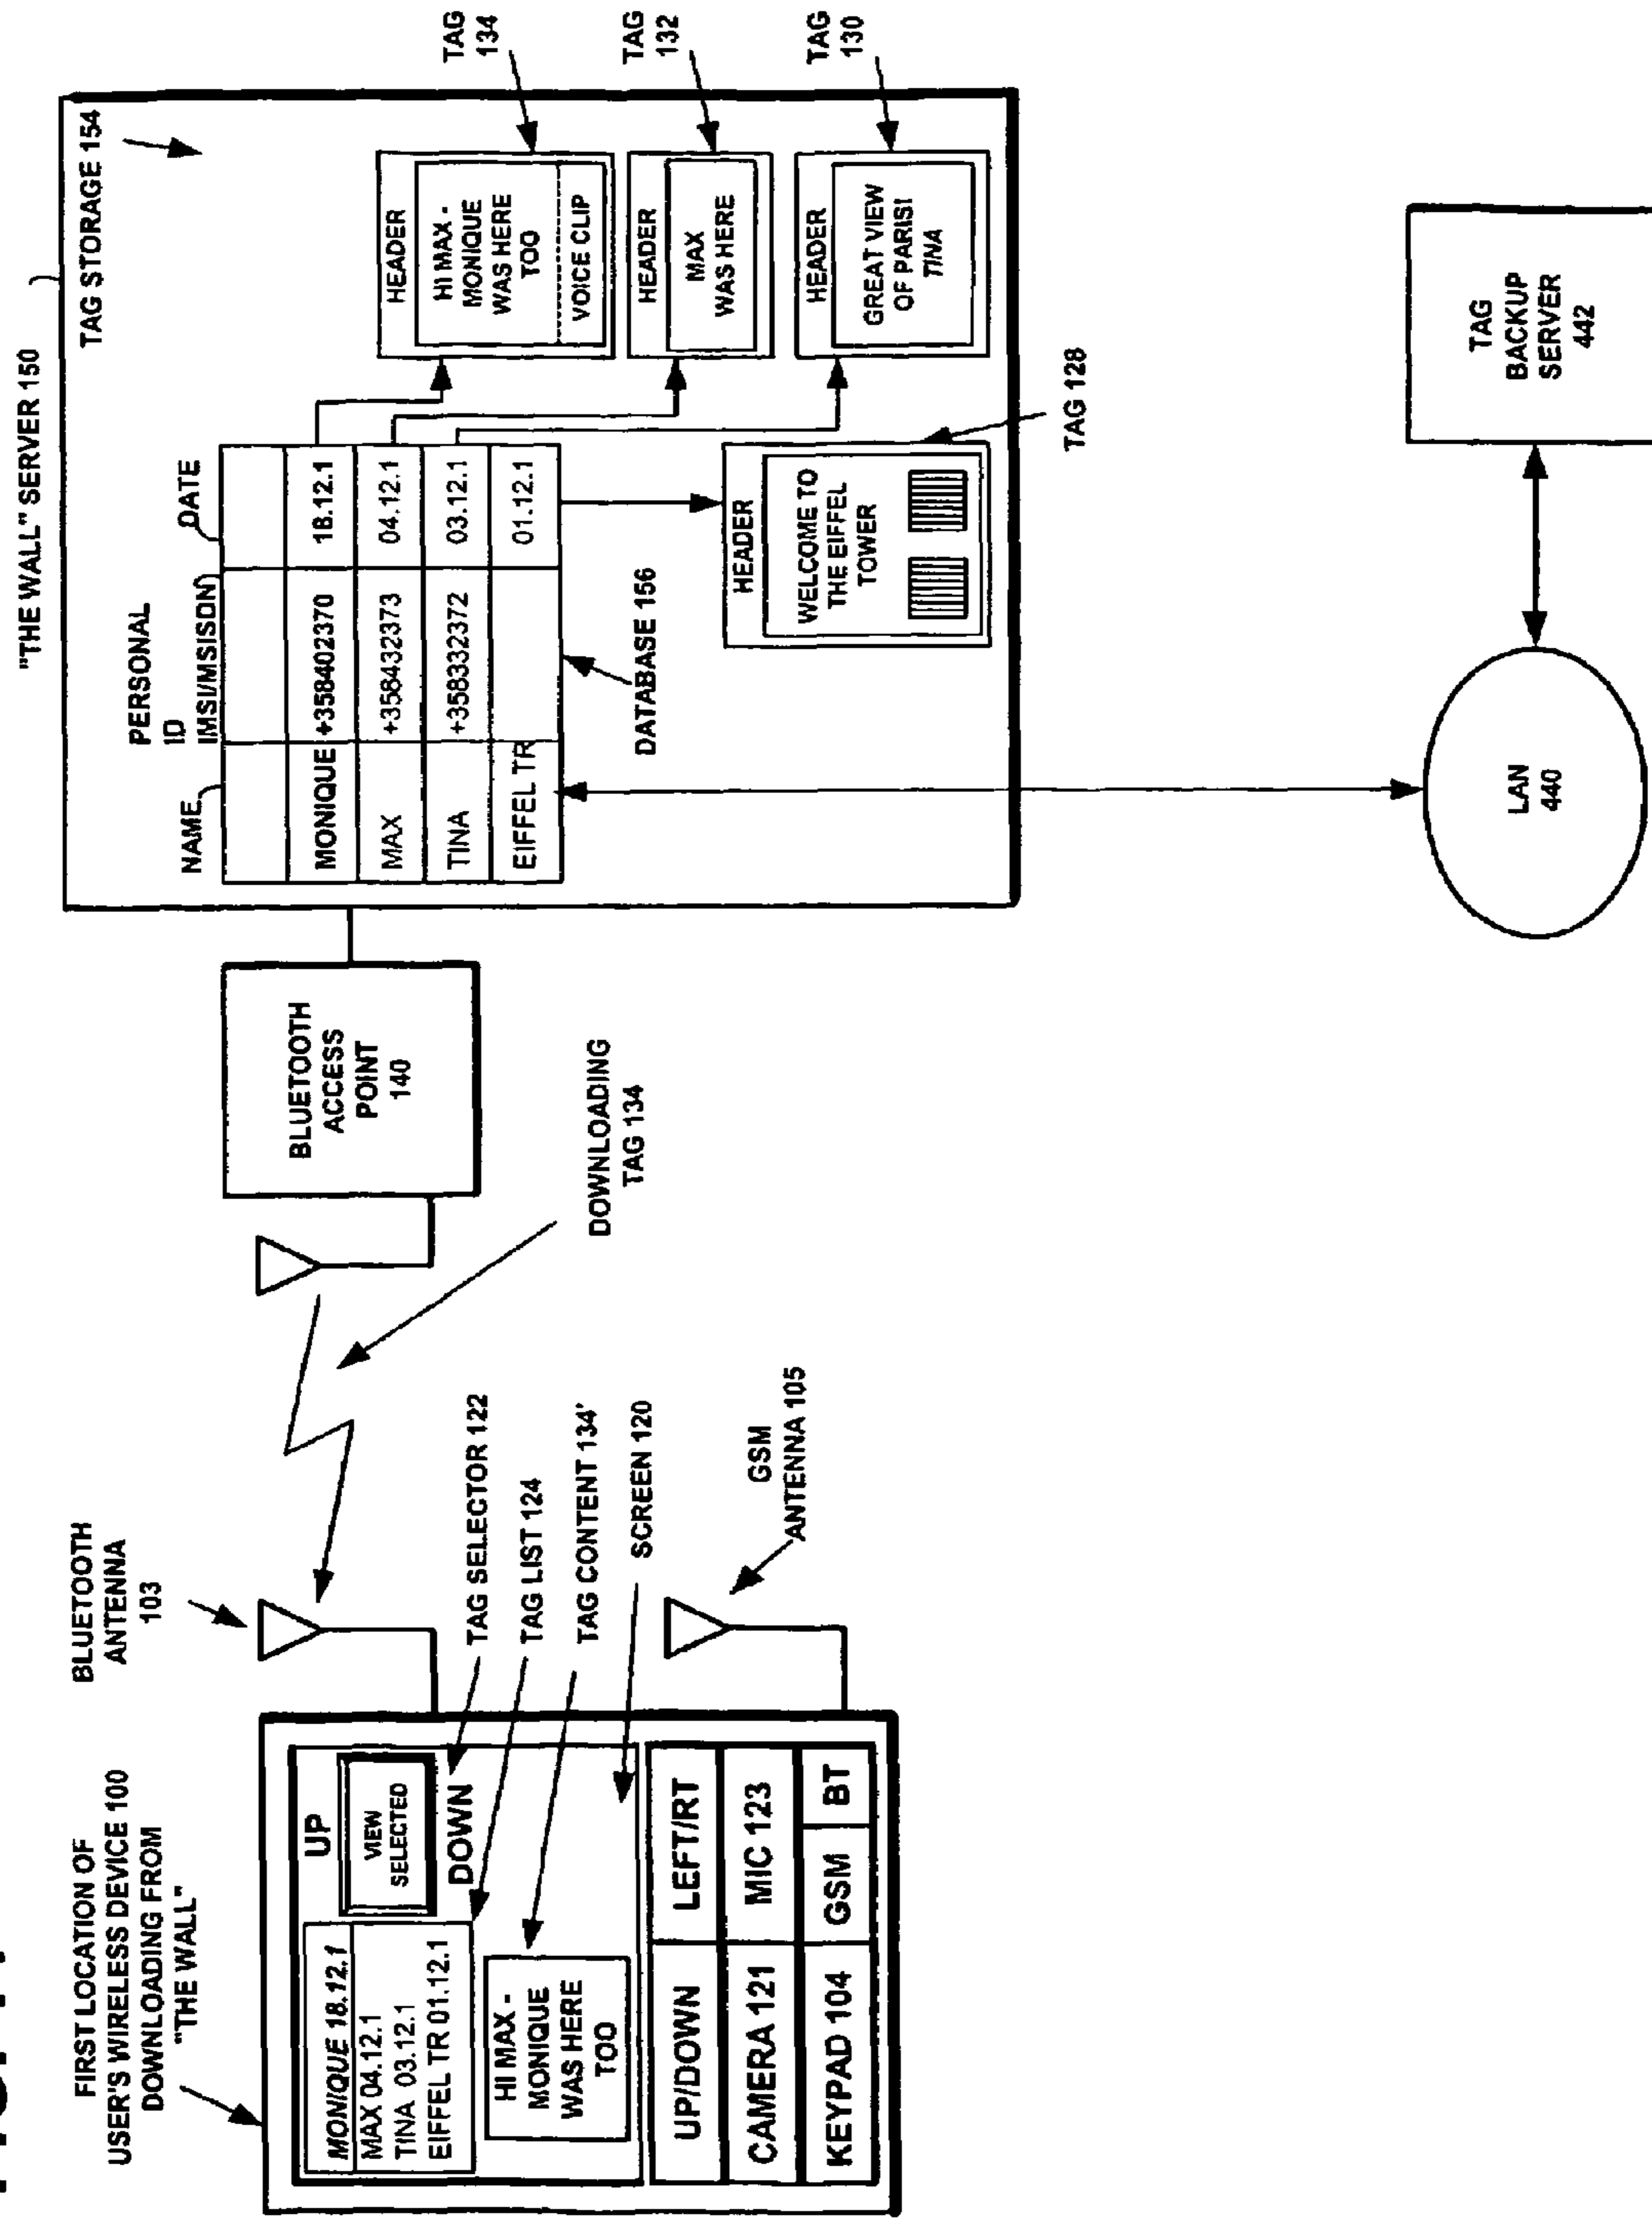 FIRST LOCATION OF
USER'S WIRELESS DEVICE 100
DOWNLOADING FROM
"THE WALL"
BLUETOOTH
ANTENNA
103
UP
VIEW
SELECTED
DOWN
MONIQUE 18.12.1
MAX 04.12.1
TINA 03.12.1
EIFFEL TR 01.12.1
HI MAX -
MONIQUE
WAS HERE
TOO
UP/DOWN
LEFT/RT
CAMERA 121
MIC 123
KEYPAD 104
GSM
BT
TAG SELECTOR 122
TAG LIST 124
TAG CONTENT 134'
SCREEN 120
GSM
ANTENNA 105
DOWNLOADING
TAG 134
BLUETOOTH
ACCESS
POINT
140
"THE WALL" SERVER 150
TAG STORAGE 154
NAME
PERSONAL
ID
IMSI/MSISDN
DATE
MONIQUE +358402370 18.12.1
MAX +358432373 04.12.1
TINA +358332372 03.12.1
EIFFEL TR 01.12.1
DATABASE 156
HEADER
HI MAX -
MONIQUE
WAS HERE
TOO
VOICE CLIP
TAG
134
HEADER
MAX
WAS HERE
TAG
132
HEADER
GREAT VIEW
OF PARIS!
TINA
TAG
130
HEADER
WELCOME TO
THE EIFFEL
TOWER
TAG 128
LAN
440
TAG
BACKUP
SERVER
442